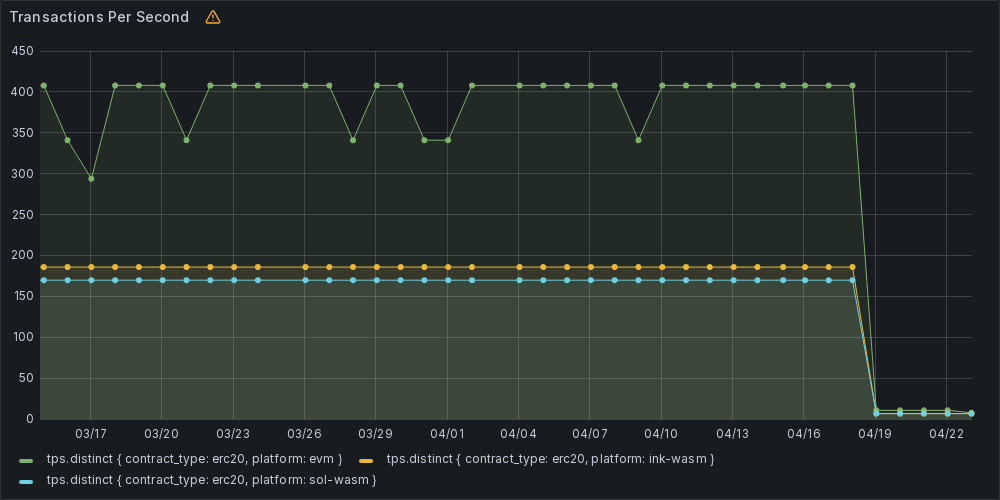 Transactions Per Second
450
400
350
300
250
200
150
100
50
0
03/17 03/20 03/23 03/26 03/29 04/01 04/04 04/07 04/10 04/13 04/16 04/19 04/22
tps.distinct { contract_type: erc20, platform: evm } tps.distinct { contract_type: erc20, platform: ink-wasm }
tps.distinct { contract_type: erc20, platform: sol-wasm }